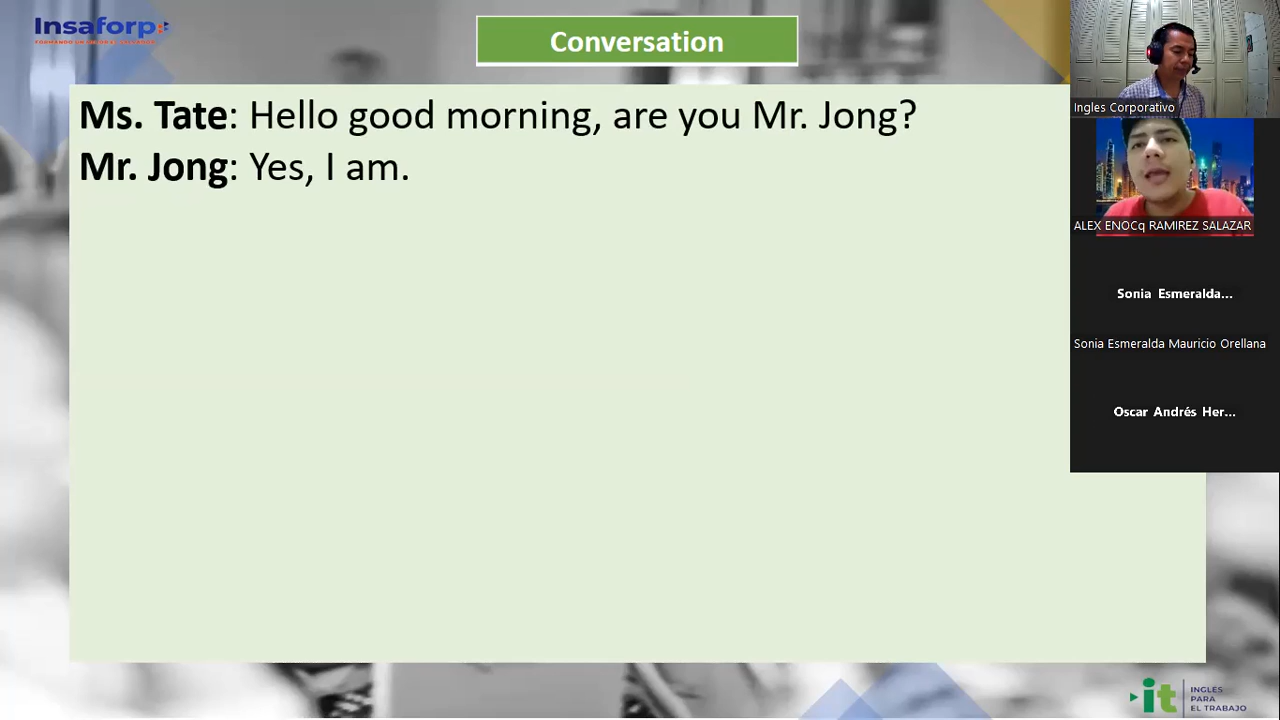 Insaforp
Conversation
Ms. Tate: Hello good morning, are you Mr. Jong?
Mr. Jong: Yes, I am.
Ingles Corporativo
ALEX ENOCq RAMIREZ SALAZAR
Sonia Esmeralda...
Sonia Esmeralda Mauricio Orellana
Oscar Andrés Her...
it
INGLES
PARA
EL TRABAJO